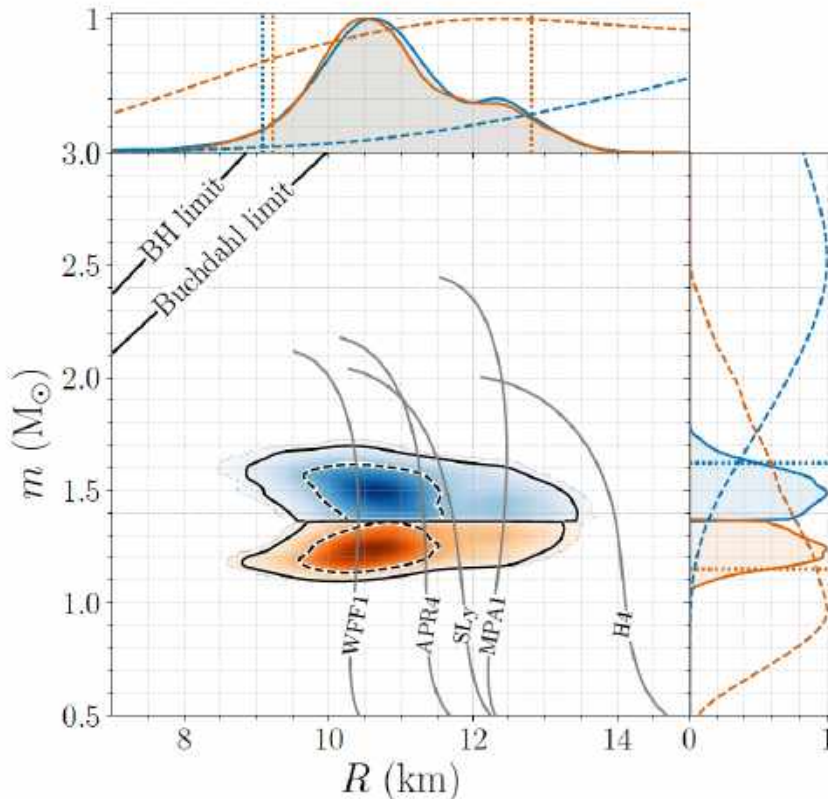 1
3.0
BH limit
Buchdahl limit
2.5
2.0
m (M⊙)
1.5
1.0
WFF1
APR4
SLy
MPA1
H4
0.5
8
10
12
14
0
1
R (km)